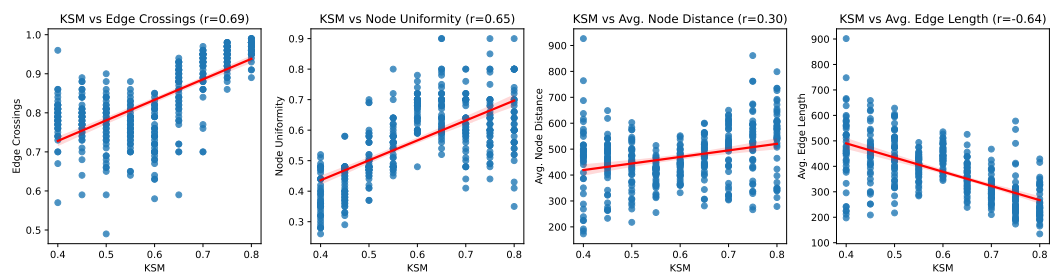 KSM vs Edge Crossings (r=0.69)
1.0
0.9
0.8
0.7
0.6
0.5
Edge Crossings
0.4 0.5 0.6 0.7 0.8
KSM
KSM vs Node Uniformity (r=0.65)
0.9
0.8
0.7
0.6
0.5
0.4
0.3
Node Uniformity
0.4 0.5 0.6 0.7 0.8
KSM
KSM vs Avg. Node Distance (r=0.30)
900
800
700
600
500
400
300
200
Avg. Node Distance
0.4 0.5 0.6 0.7 0.8
KSM
KSM vs Avg. Edge Length (r=-0.64)
900
800
700
600
500
400
300
200
100
Avg. Edge Length
0.4 0.5 0.6 0.7 0.8
KSM